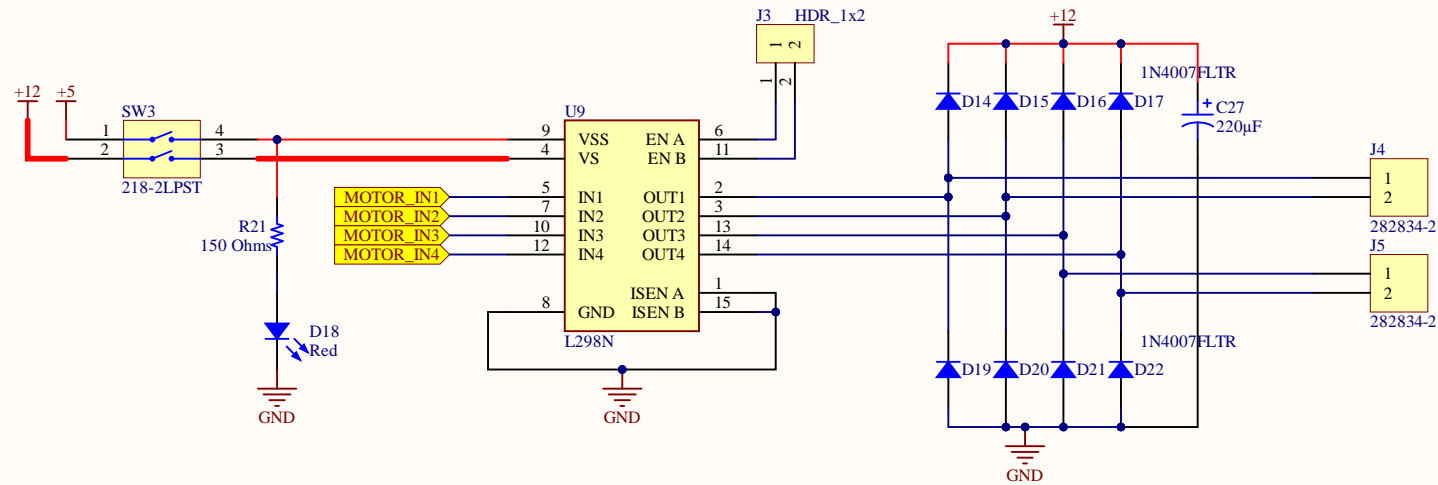 J3 HDR_1x2
1 2
1 2
+12
+12 +5
SW3
1 4
2 3
218-2LPST
U9
9 VSS EN A 6
4 VS EN B 11
MOTOR_IN1 5 IN1 OUT1 2
MOTOR_IN2 7 IN2 OUT2 3
MOTOR_IN3 10 IN3 OUT3 13
MOTOR_IN4 12 IN4 OUT4 14
ISEN A 1
8 GND ISEN B 15
L298N
R21
150 Ohms
D18
Red
GND
GND
1N4007FLTR
D14 D15 D16 D17
+ C27
220µF
J4
1
2
282834-2
J5
1
2
282834-2
1N4007FLTR
D19 D20 D21 D22
GND